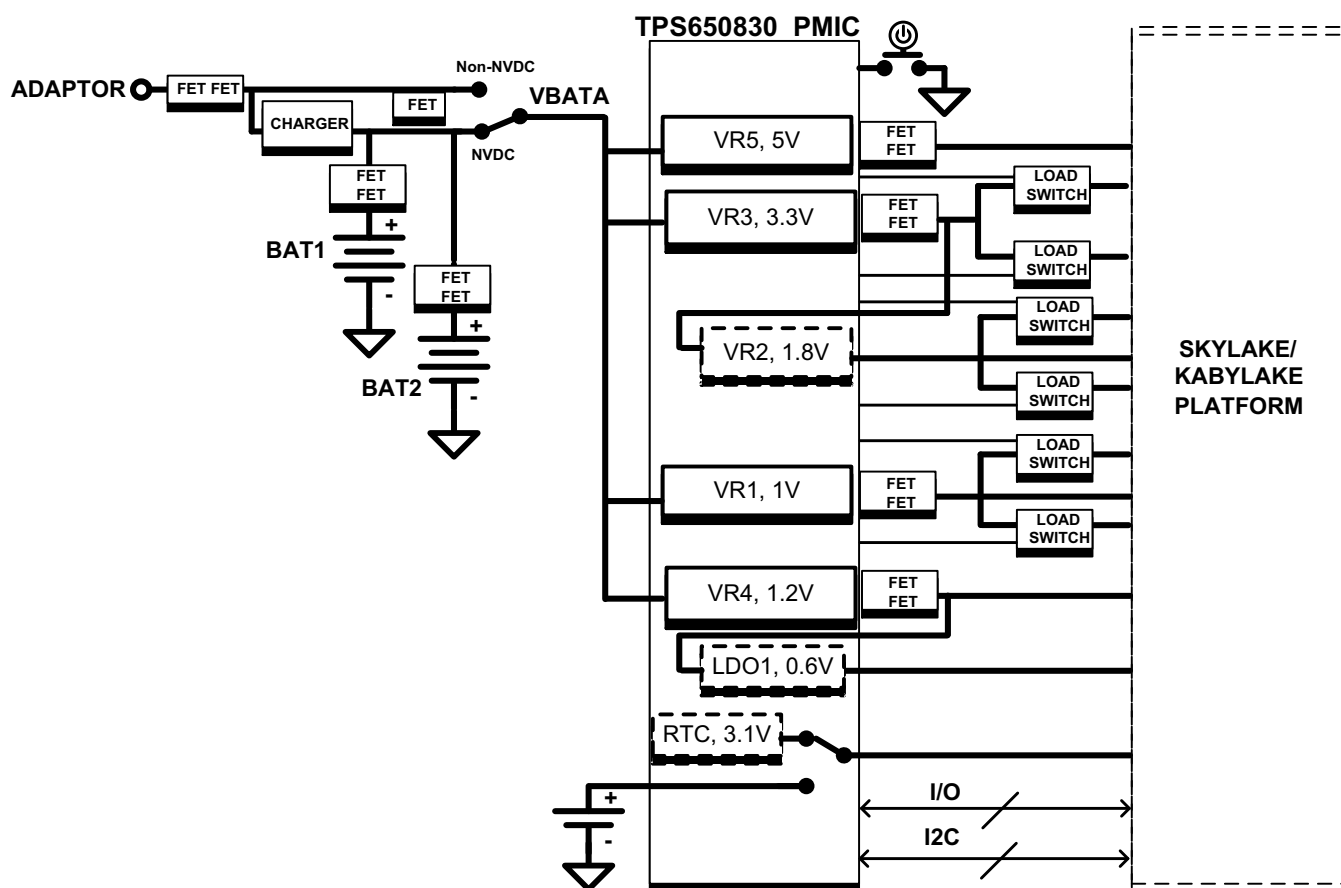 TPS650830 PMIC
ADAPTOR
FET FET
Non-NVDC
FET
VBATA
CHARGER
NVDC
FET
FET
+
BAT1
-
FET
FET
+
BAT2
-
VR5, 5V
FET
FET
VR3, 3.3V
FET
FET
LOAD
SWITCH
LOAD
SWITCH
VR2, 1.8V
LOAD
SWITCH
LOAD
SWITCH
VR1, 1V
FET
FET
LOAD
SWITCH
LOAD
SWITCH
VR4, 1.2V
FET
FET
LDO1, 0.6V
RTC, 3.1V
+
-
I/O
I2C
SKYLAKE/
KABYLAKE
PLATFORM